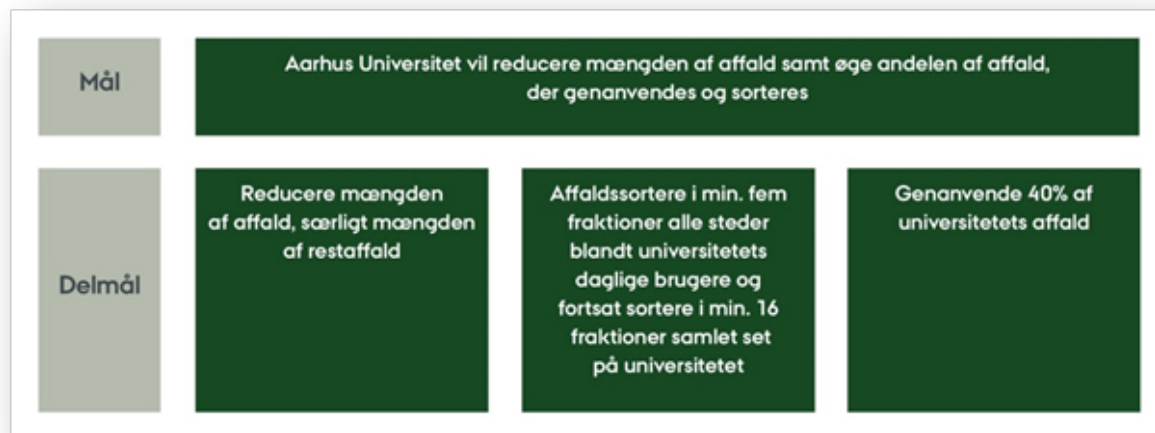 Mål
Aarhus Universitet vil reducere mængden af affald samt øge andelen af affald,
der genanvendes og sorteres
Delmål
Reducere mængden
af affald, særligt mængden
af restaffald
Affaldssortere i min. fem
fraktioner alle steder
blandt universitetets
daglige brugere og
fortsat sortere i min. 16
fraktioner samlet set
på universitetet
Genanvende 40% af
universitetets affald